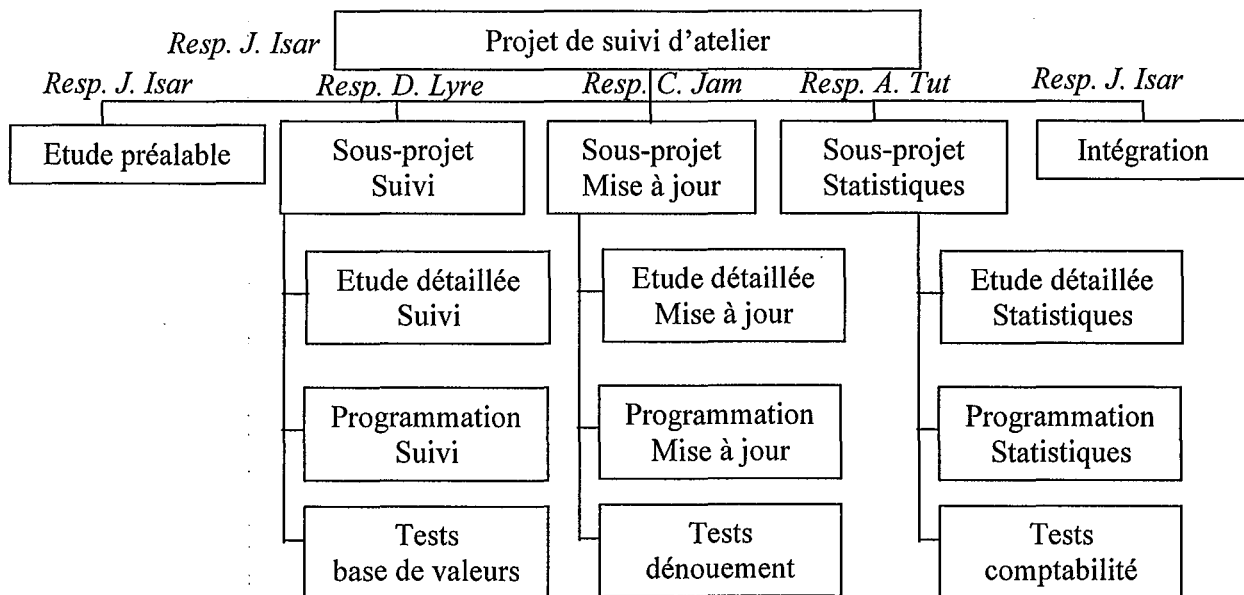 Resp. J. Isar
Projet de suivi d'atelier
Resp. J. Isar
Resp. D. Lyre
Resp. C. Jam
Resp. A. Tut
Resp. J. Isar
Etude préalable
Sous-projet
Suivi
Sous-projet
Mise à jour
Sous-projet
Statistiques
Intégration
Etude détaillée
Suivi
Etude détaillée
Mise à jour
Etude détaillée
Statistiques
Programmation
Suivi
Programmation
Mise à jour
Programmation
Statistiques
Tests
base de valeurs
Tests
dénouement
Tests
comptabilité